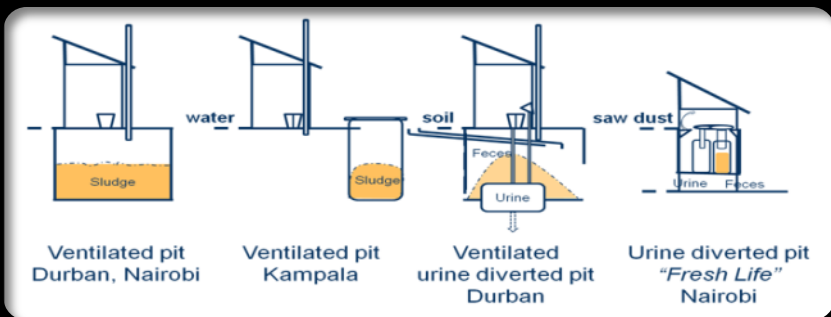 water
soil
saw dust
Sludge
Sludge
Feces
Urine
Urine Feces
Ventilated pit
Durban, Nairobi
Ventilated pit
Kampala
Ventilated
urine diverted pit
Durban
Urine diverted pit
"Fresh Life"
Nairobi